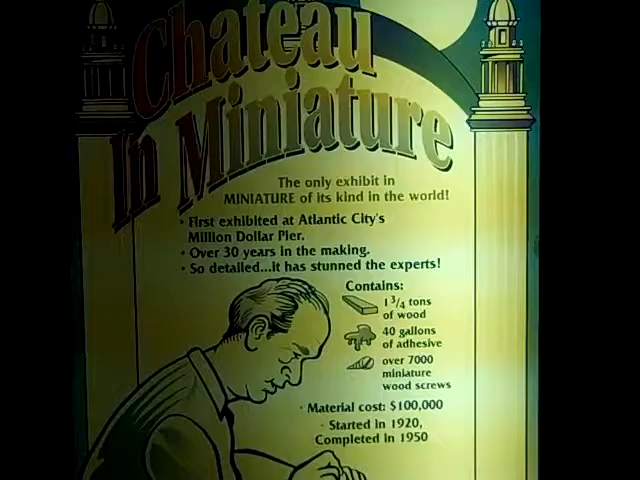 Chateau
In Miniature
The only exhibit in
MINIATURE of its kind in the world!
• First exhibited at Atlantic City's
Million Dollar Pier.
• Over 30 years in the making.
• So detailed...it has stunned the experts!
Contains:
1 3/4 tons
of wood
40 gallons
of adhesive
over 7000
miniature
wood screws
• Material cost: $100,000
• Started in 1920,
Completed in 1950